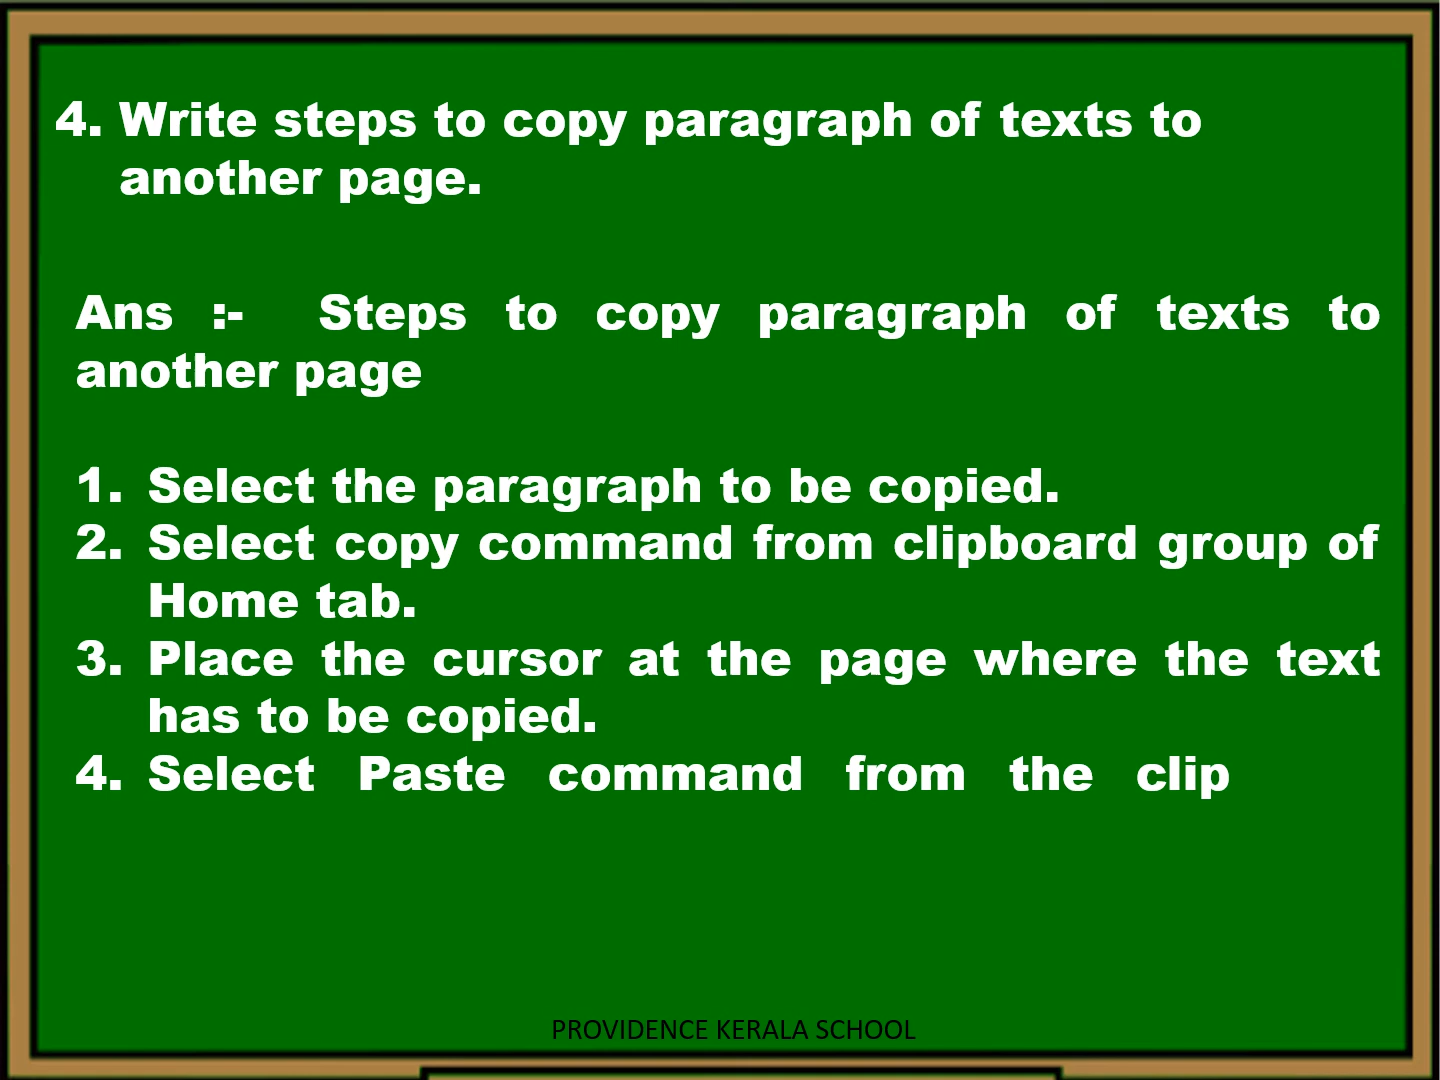 4. Write steps to copy paragraph of texts to
another page.
Ans :- Steps to copy paragraph of texts to
another page
1. Select the paragraph to be copied.
2. Select copy command from clipboard group of
Home tab.
3. Place the cursor at the page where the text
has to be copied.
4. Select Paste command from the clip
PROVIDENCE KERALA SCHOOL